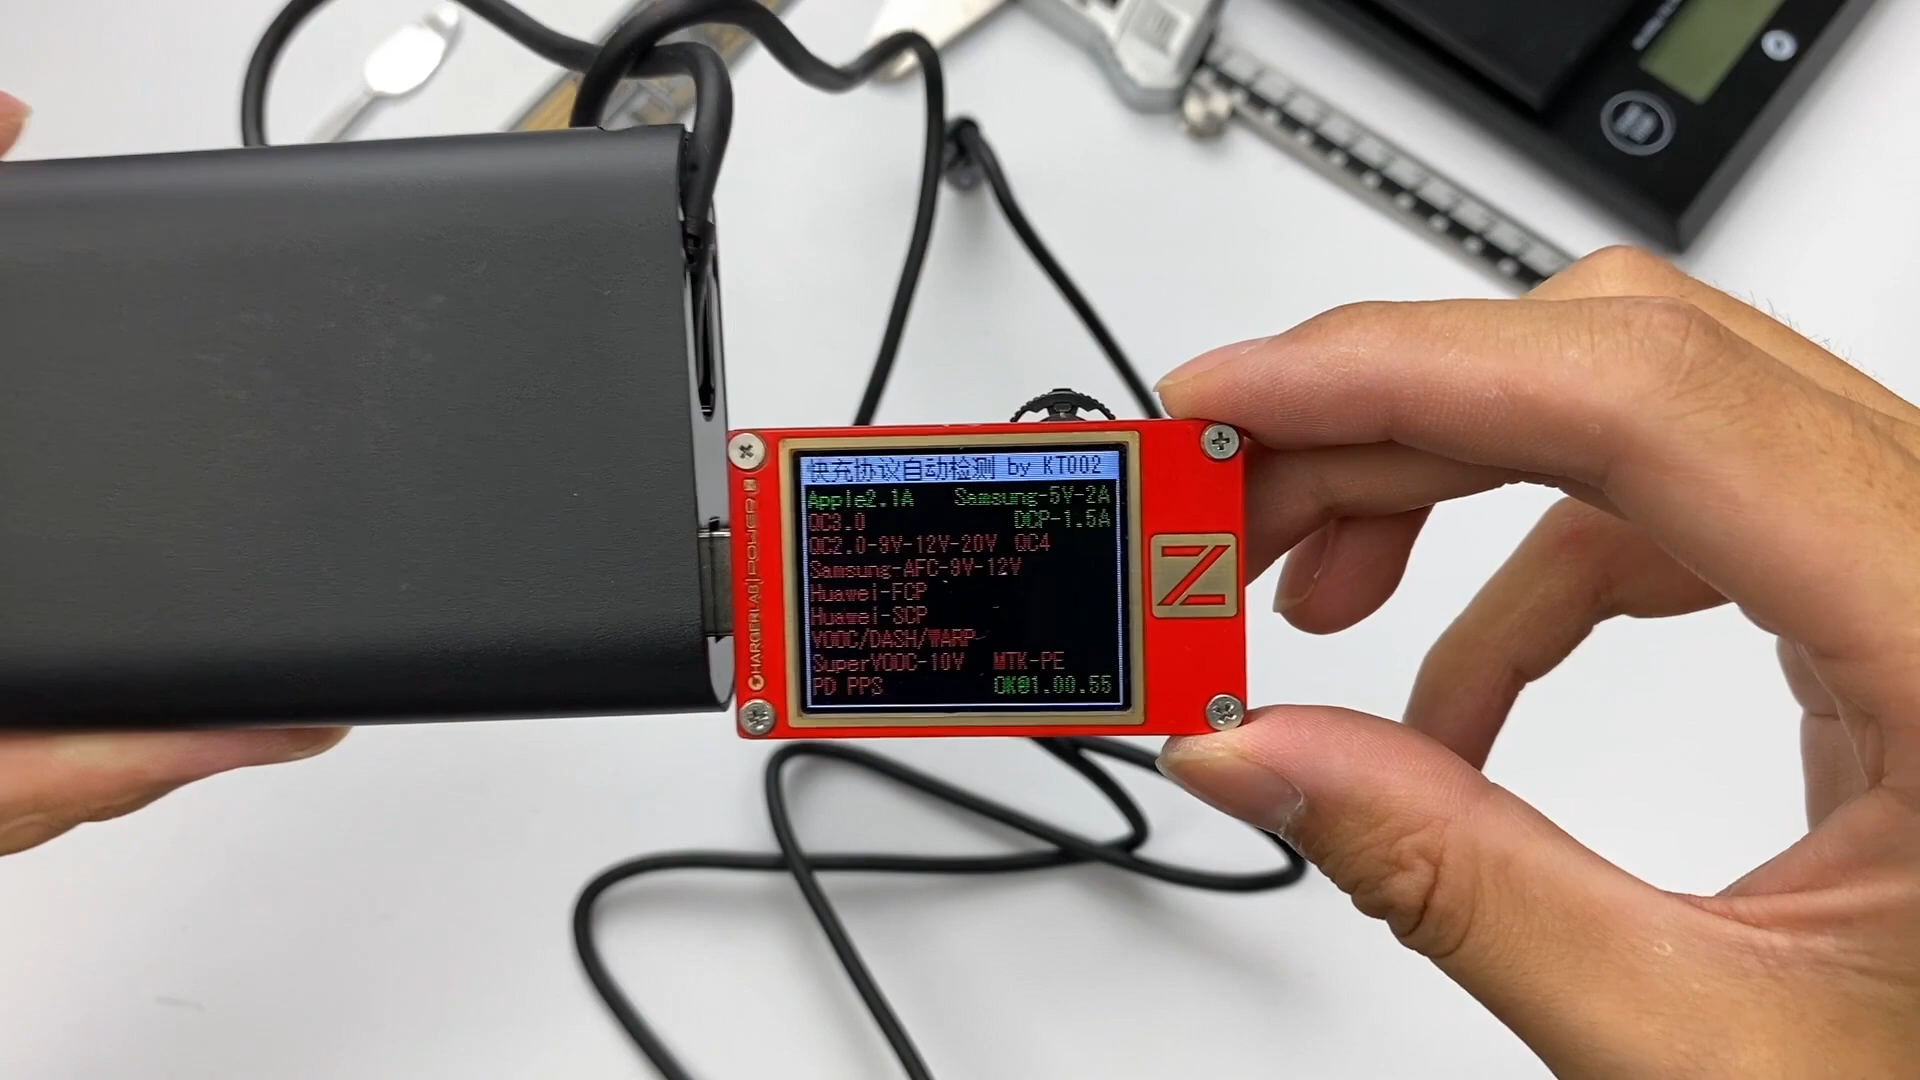 快充协议自动检测 by KT002
Apple2.1A Samsung-5V-2A
QC3.0 DCP-1.5A
QC2.0-9V-12V-20V QC4
Samsung-AFC-9V-12V
Huawei-FCP
Huawei-SCP
VOOC/DASH/WARP
SuperVOOC-10V MTK-PE
PD PPS OK@1.00.55
CHARGERLAB POWER-Z